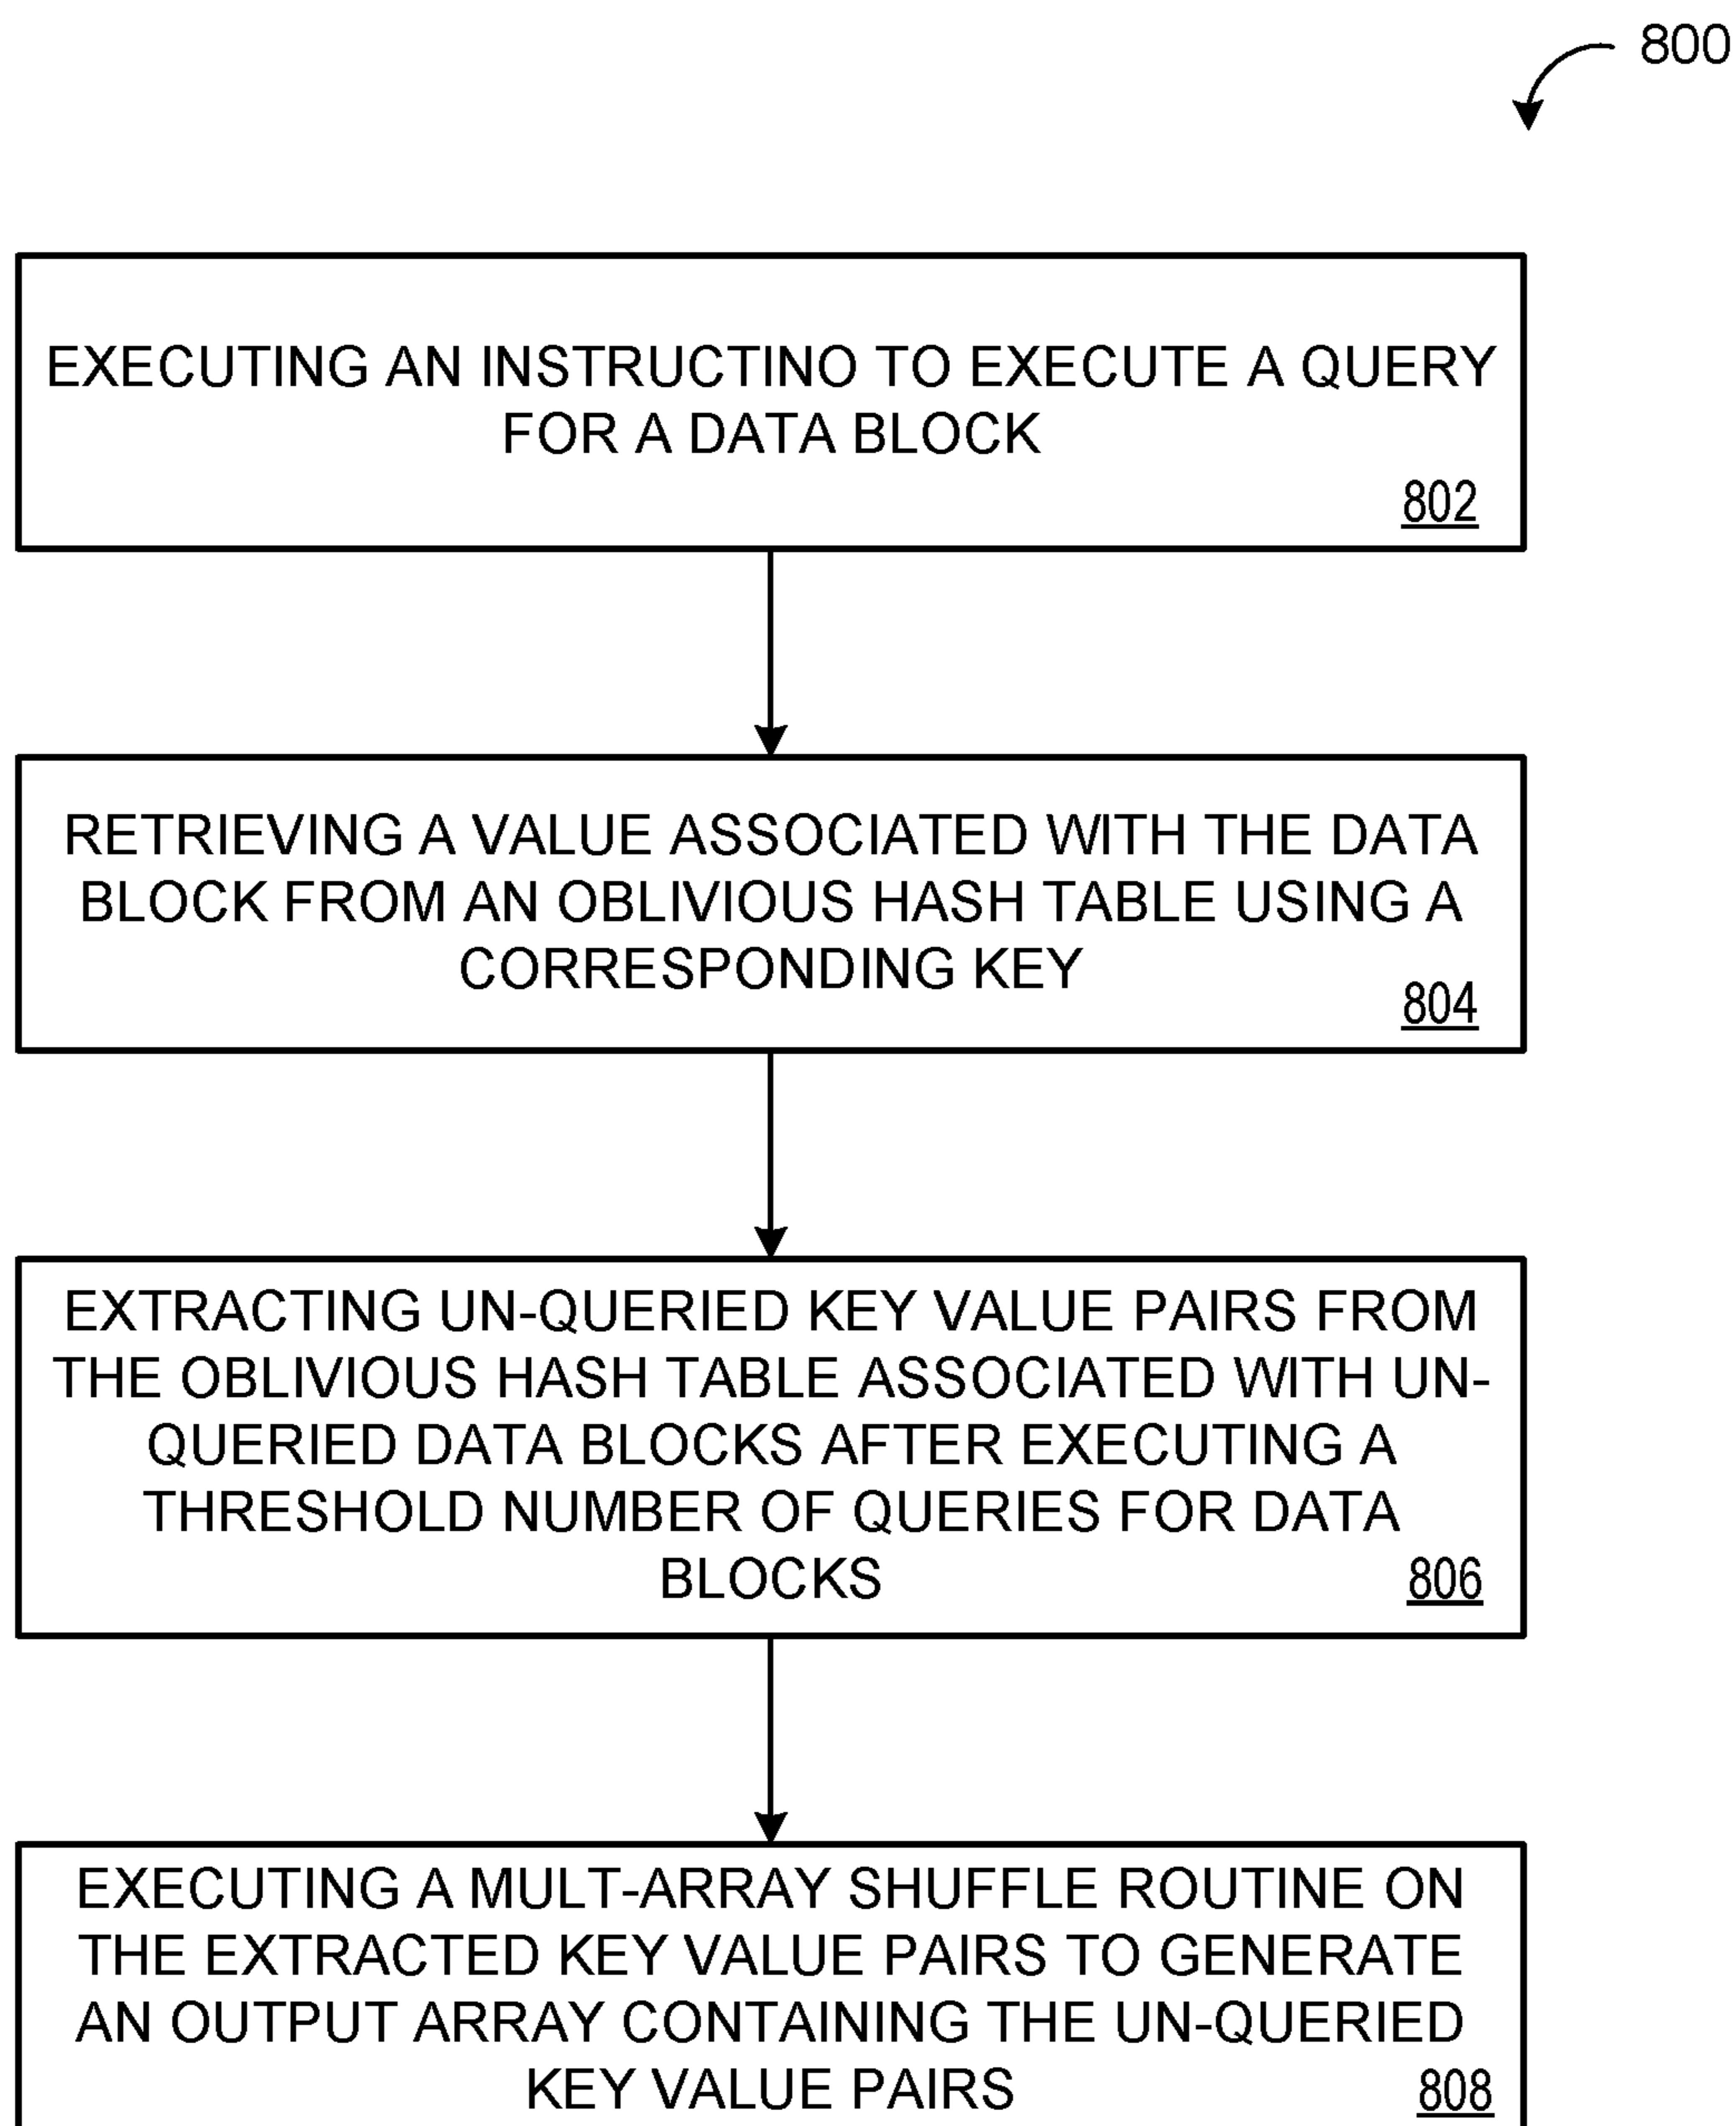 800
EXECUTING AN INSTRUCTINO TO EXECUTE A QUERY
FOR A DATA BLOCK
802
RETRIEVING A VALUE ASSOCIATED WITH THE DATA
BLOCK FROM AN OBLIVIOUS HASH TABLE USING A
CORRESPONDING KEY
804
EXTRACTING UN-QUERIED KEY VALUE PAIRS FROM
THE OBLIVIOUS HASH TABLE ASSOCIATED WITH UN-
QUERIED DATA BLOCKS AFTER EXECUTING A
THRESHOLD NUMBER OF QUERIES FOR DATA
BLOCKS
806
EXECUTING A MULT-ARRAY SHUFFLE ROUTINE ON
THE EXTRACTED KEY VALUE PAIRS TO GENERATE
AN OUTPUT ARRAY CONTAINING THE UN-QUERIED
KEY VALUE PAIRS
808